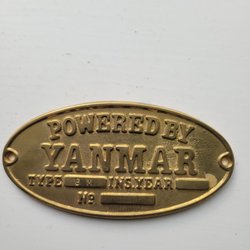 POWERED BY
YANMAR
TYPE INS.YEAR
№